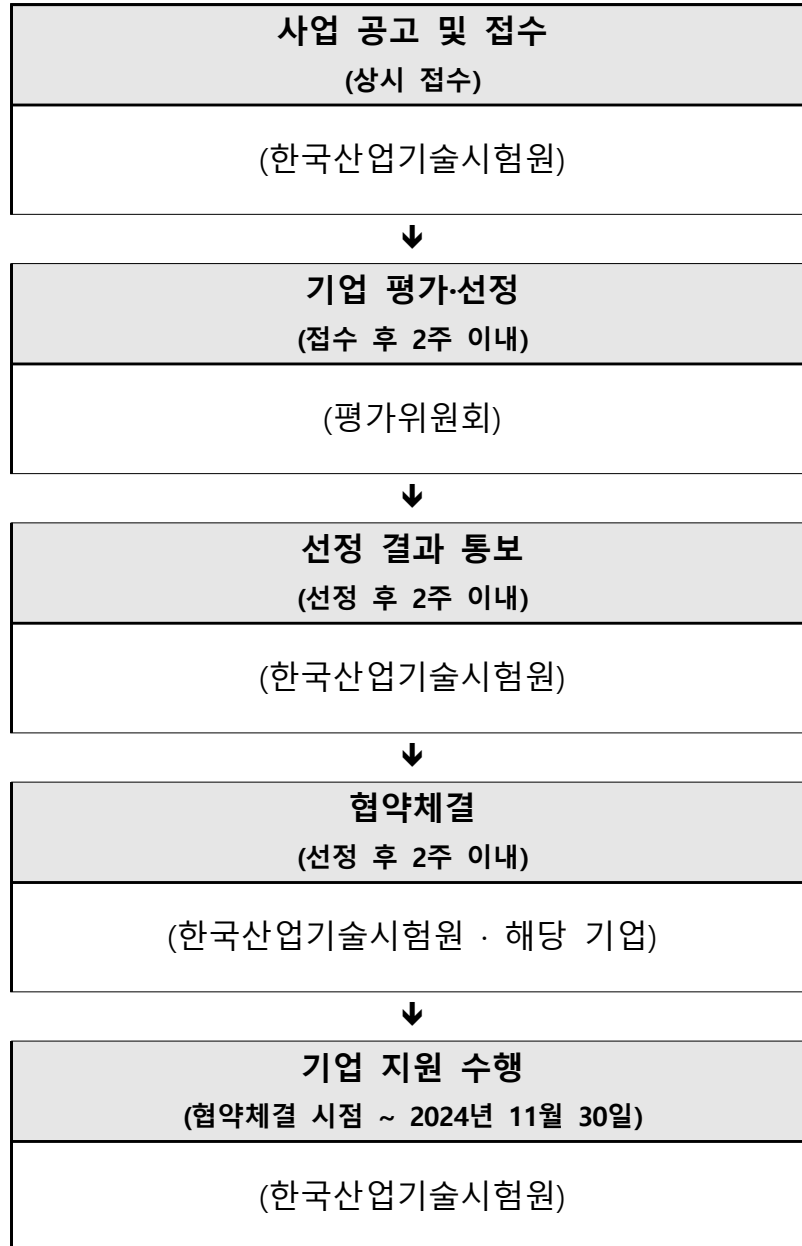 사업 공고 및 접수
(상시 접수)
(한국산업기술시험원)
↓
기업 평가·선정
(접수 후 2주 이내)
(평가위원회)
↓
선정 결과 통보
(선정 후 2주 이내)
(한국산업기술시험원)
↓
협약체결
(선정 후 2주 이내)
(한국산업기술시험원 · 해당 기업)
↓
기업 지원 수행
(협약체결 시점 ~ 2024년 11월 30일)
(한국산업기술시험원)